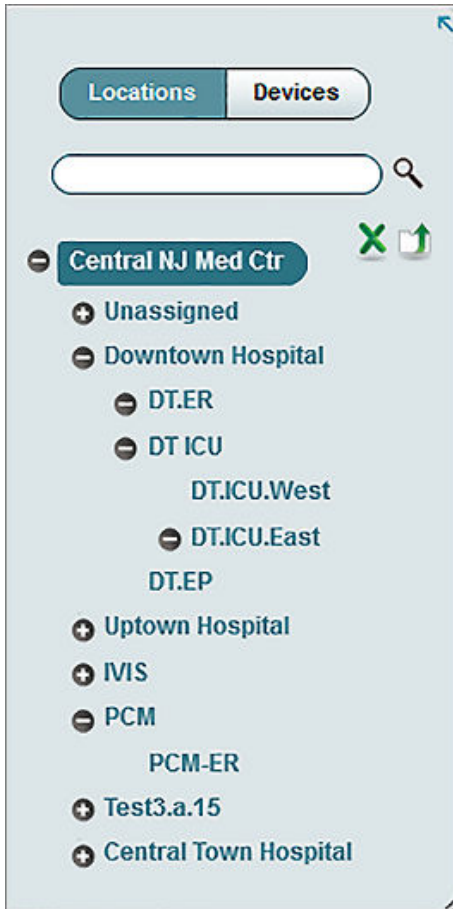 Locations Devices
Central NJ Med Ctr
Unassigned
Downtown Hospital
DT.ER
DT ICU
DT.ICU.West
DT.ICU.East
DT.EP
Uptown Hospital
IVIS
PCM
PCM-ER
Test3.a.15
Central Town Hospital